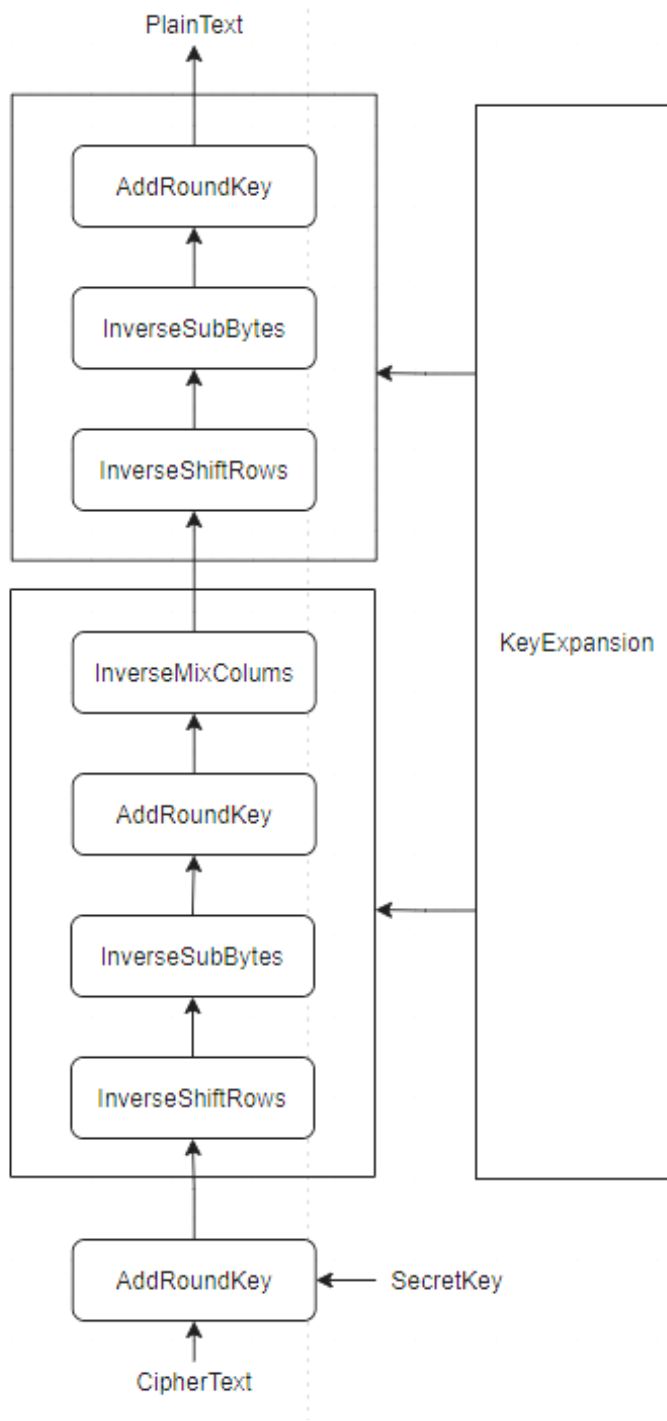 PlainText
AddRoundKey
InverseSubBytes
InverseShiftRows
KeyExpansion
InverseMixColums
AddRoundKey
InverseSubBytes
InverseShiftRows
AddRoundKey
SecretKey
CipherText